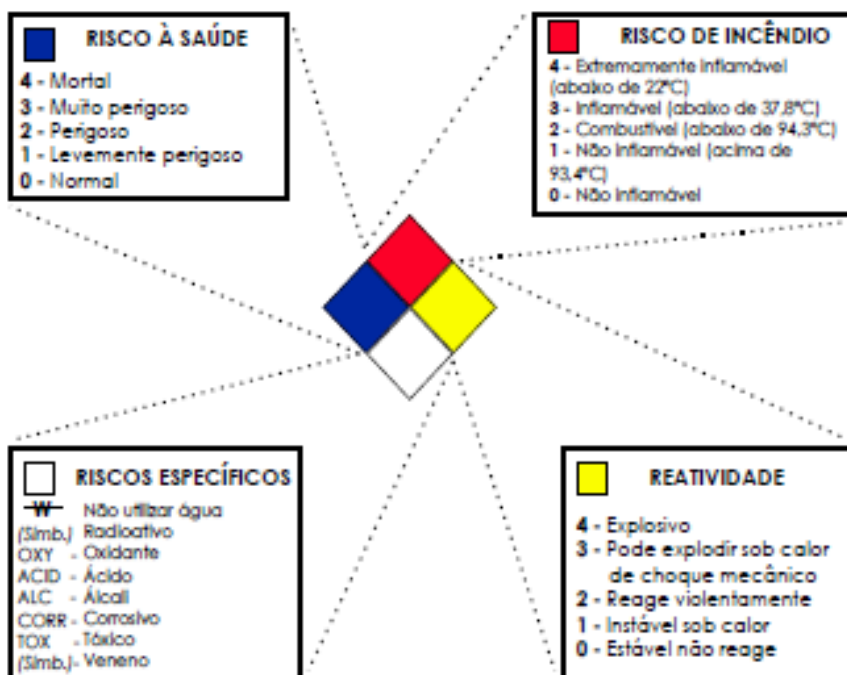 RISCO À SAÚDE
4 - Mortal
3 - Muito perigoso
2 - Perigoso
1 - Levemente perigoso
0 - Normal
RISCO DE INCÊNDIO
4 - Extremamente inflamável
(abaixo de 22°C)
3 - Inflamável (abaixo de 37,8°C)
2 - Combustível (abaixo de 94,3°C)
1 - Não inflamável (acima de
93,4°C)
0 - Não inflamável
RISCOS ESPECÍFICOS
W Não utilizar água
(Simb.) Radioativo
OXY - Oxidante
ACID - Ácido
ALC - Álcali
CORR - Corrosivo
TOX - Tóxico
(Simb.)- Veneno
REATIVIDADE
4 - Explosivo
3 - Pode explodir sob calor
de choque mecânico
2 - Reage violentamente
1 - Instável sob calor
0 - Estável não reage